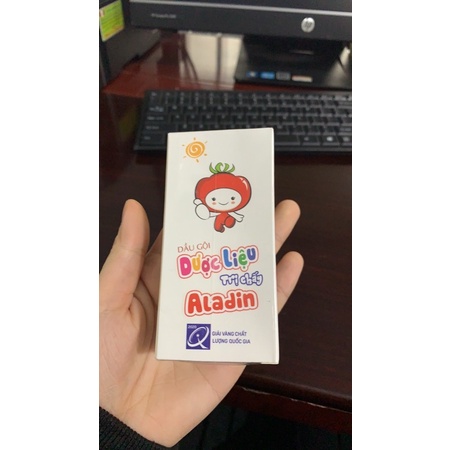 DẦU GỘI
Dược Liệu
Trị chấy
Aladin
GIẢI VÀNG CHẤT
LƯỢNG QUỐC GIA